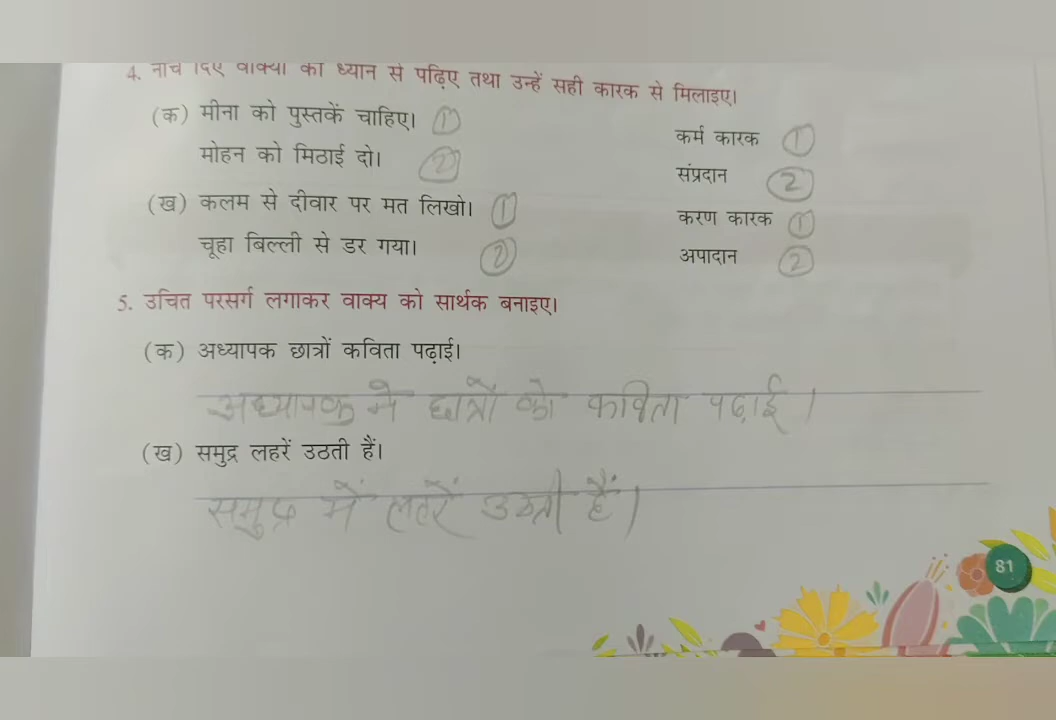 4. नीचे दिए वाक्यों को ध्यान से पढ़िए तथा उन्हें सही कारक से मिलाइए।
(क) मीना को पुस्तकें चाहिए। 1 कर्म कारक 1
मोहन को मिठाई दो। 2 संप्रदान 2
(ख) कलम से दीवार पर मत लिखो। 1 करण कारक 1
चूहा बिल्ली से डर गया। 2 अपादान 2
5. उचित परसर्ग लगाकर वाक्य को सार्थक बनाइए।
(क) अध्यापक छात्रों कविता पढ़ाई।
अध्यापक ने छात्रों को कविता पढ़ाई।
(ख) समुद्र लहरें उठती हैं।
समुद्र में लहरें उठती हैं।
81